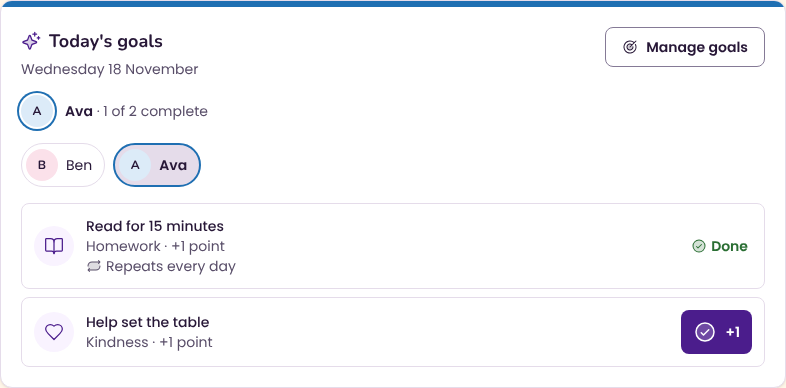 Today's goals
Manage goals
Wednesday 18 November
A Ava · 1 of 2 complete
B Ben A Ava
Read for 15 minutes
Homework · +1 point
Repeats every day
Done
Help set the table
Kindness · +1 point
+1